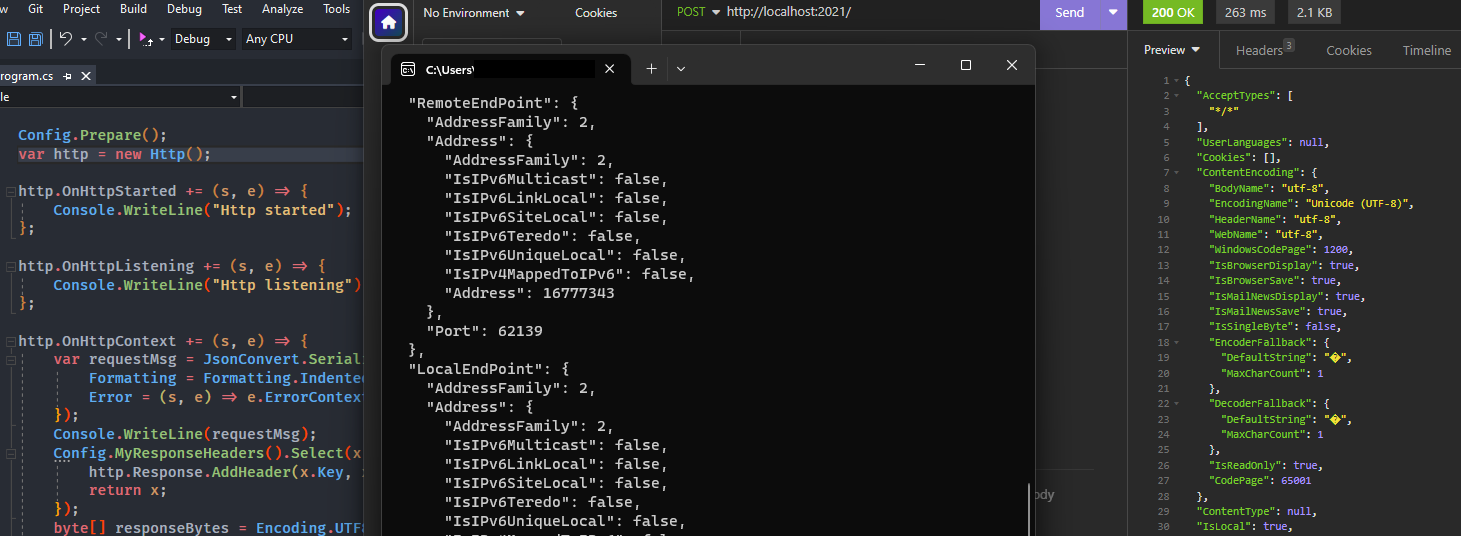 Git Project Build Debug Test Analyze Tools
Debug
Any CPU
rogram.cs
le
Config.Prepare();
var http = new Http();
http.OnHttpStarted += (s, e) => {
Console.WriteLine("Http started");
};
http.OnHttpListening += (s, e) => {
Console.WriteLine("Http listening")
};
http.OnHttpContext += (s, e) => {
var requestMsg = JsonConvert.Seriali
Formatting = Formatting.Indented
Error = (s, e) => e.ErrorContex
});
Console.WriteLine(requestMsg);
Config.MyResponseHeaders().Select(x
http.Response.AddHeader(x.Key,
return x;
});
byte[] responseBytes = Encoding.UTF8
No Environment
Cookies
POST http://localhost:2021/
Send
C:\Users\
"RemoteEndPoint": {
"AddressFamily": 2,
"Address": {
"AddressFamily": 2,
"IsIPv6Multicast": false,
"IsIPv6LinkLocal": false,
"IsIPv6SiteLocal": false,
"IsIPv6Teredo": false,
"IsIPv6UniqueLocal": false,
"IsIPv4MappedToIPv6": false,
"Address": 16777343
},
"Port": 62139
},
"LocalEndPoint": {
"AddressFamily": 2,
"Address": {
"AddressFamily": 2,
"IsIPv6Multicast": false,
"IsIPv6LinkLocal": false,
"IsIPv6SiteLocal": false,
"IsIPv6Teredo": false,
"IsIPv6UniqueLocal": false,
ody
200 OK
263 ms
2.1 KB
Preview
Headers 3
Cookies
Timeline
1 {
2 "AcceptTypes": [
3 "*/*"
4 ],
5 "UserLanguages": null,
6 "Cookies": [],
7 "ContentEncoding": {
8 "BodyName": "utf-8",
9 "EncodingName": "Unicode (UTF-8)",
10 "HeaderName": "utf-8",
11 "WebName": "utf-8",
12 "WindowsCodePage": 1200,
13 "IsBrowserDisplay": true,
14 "IsBrowserSave": true,
15 "IsMailNewsDisplay": true,
16 "IsMailNewsSave": true,
17 "IsSingleByte": false,
18 "EncoderFallback": {
19 "DefaultString": "�",
20 "MaxCharCount": 1
21 },
22 "DecoderFallback": {
23 "DefaultString": "�",
24 "MaxCharCount": 1
25 },
26 "IsReadOnly": true,
27 "CodePage": 65001
28 },
29 "ContentType": null,
30 "IsLocal": true,